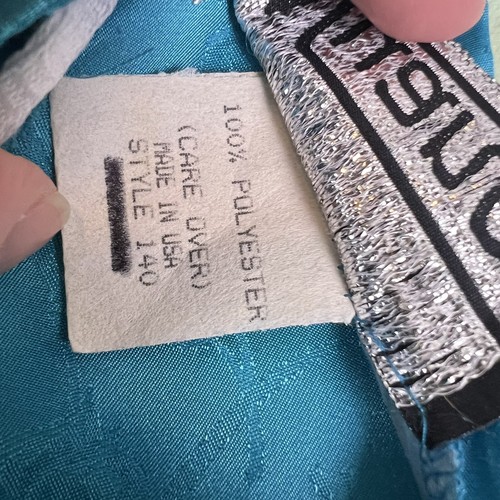 100% POLYESTER
(CARE OVER)
MADE IN USA
STYLE 140